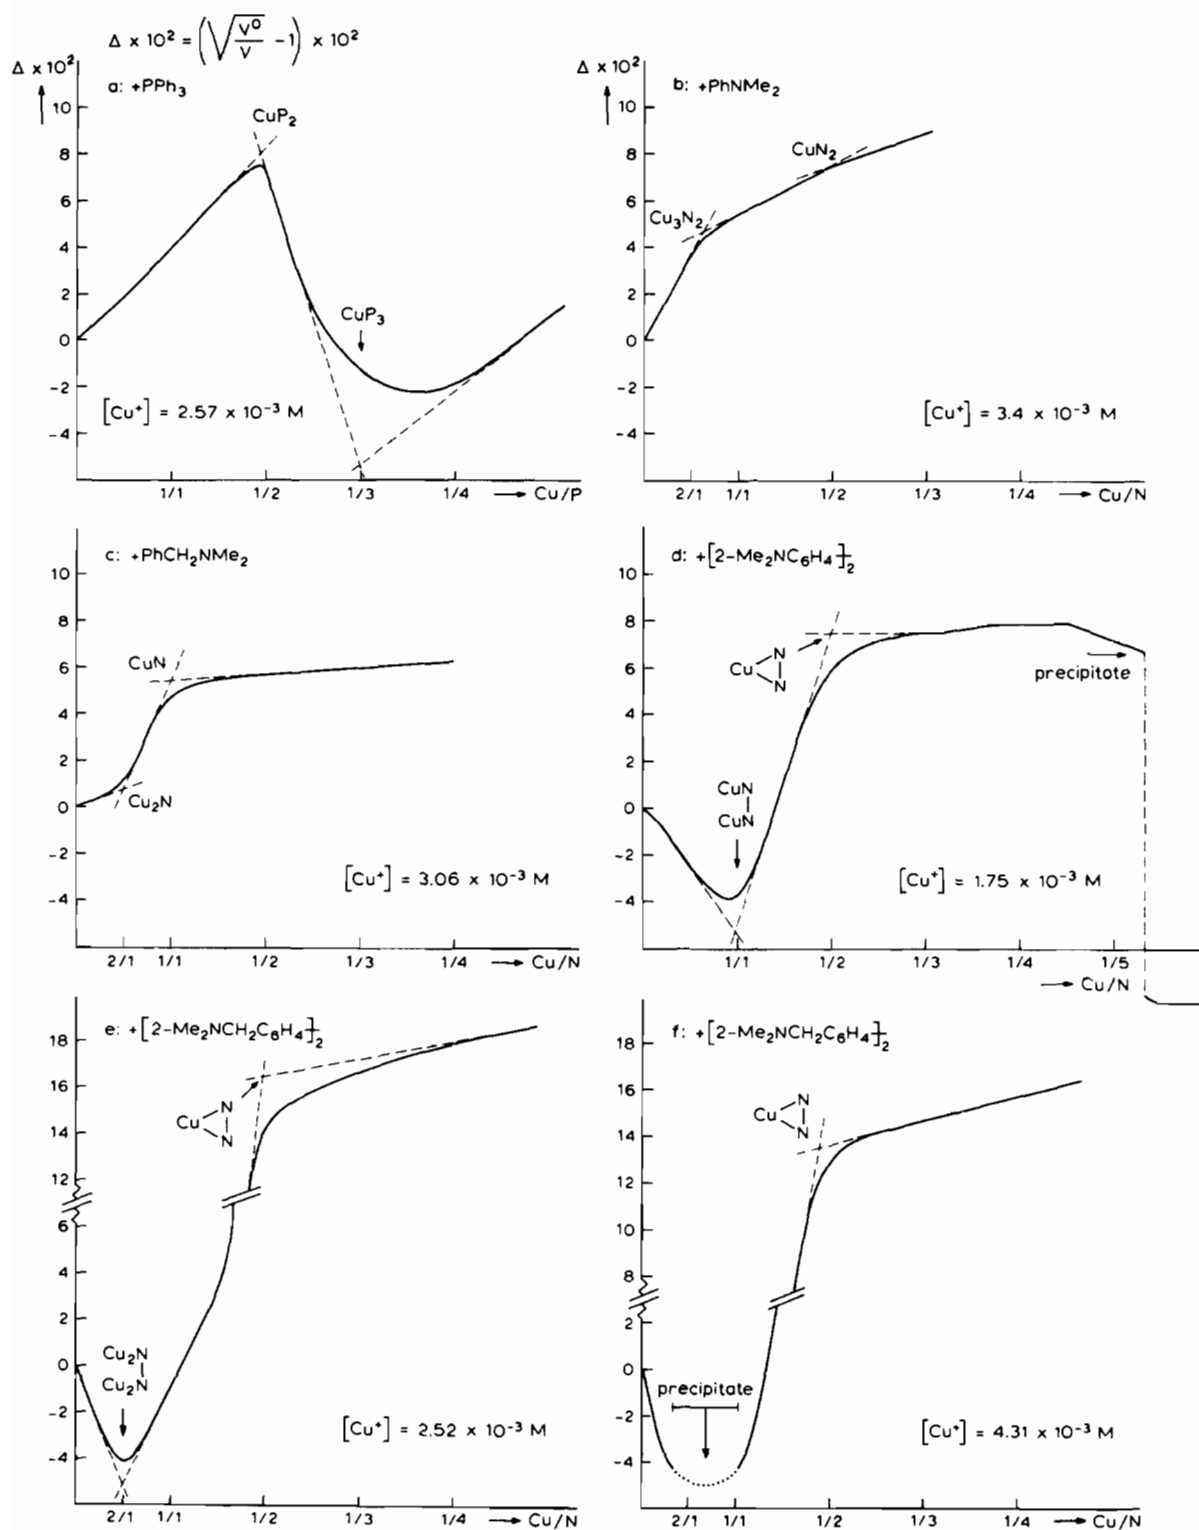 Δ × 10² = (√(V⁰/V) - 1) × 10²
Δ × 10²
a: +PPh₃
10
8
6
4
2
0
-2
-4
CuP₂
CuP₃
[Cu⁺] = 2.57 × 10⁻³ M
1/1 1/2 1/3 1/4 → Cu/P
Δ × 10²
b: +PhNMe₂
10
8
6
4
2
0
-2
-4
CuN₂
Cu₃N₂
[Cu⁺] = 3.4 × 10⁻³ M
2/1 1/1 1/2 1/3 1/4 → Cu/N
c: +PhCH₂NMe₂
10
8
6
4
2
0
-2
-4
CuN
Cu₂N
[Cu⁺] = 3.06 × 10⁻³ M
2/1 1/1 1/2 1/3 1/4 → Cu/N
d: +[2-Me₂NC₆H₄]₂
10
8
6
4
2
0
-2
-4
Cu N N
precipitate
CuN
CuN
[Cu⁺] = 1.75 × 10⁻³ M
1/1 1/2 1/3 1/4 1/5
→ Cu/N
e: +[2-Me₂NCH₂C₆H₄]₂
18
16
14
12
6
4
2
0
-2
-4
Cu N N
Cu₂N
Cu₂N
[Cu⁺] = 2.52 × 10⁻³ M
2/1 1/1 1/2 1/3 1/4 → Cu/N
f: +[2-Me₂NCH₂C₆H₄]₂
18
16
14
12
10
8
2
0
-2
-4
Cu N N
precipitate
[Cu⁺] = 4.31 × 10⁻³ M
2/1 1/1 1/2 1/3 1/4 → Cu/N